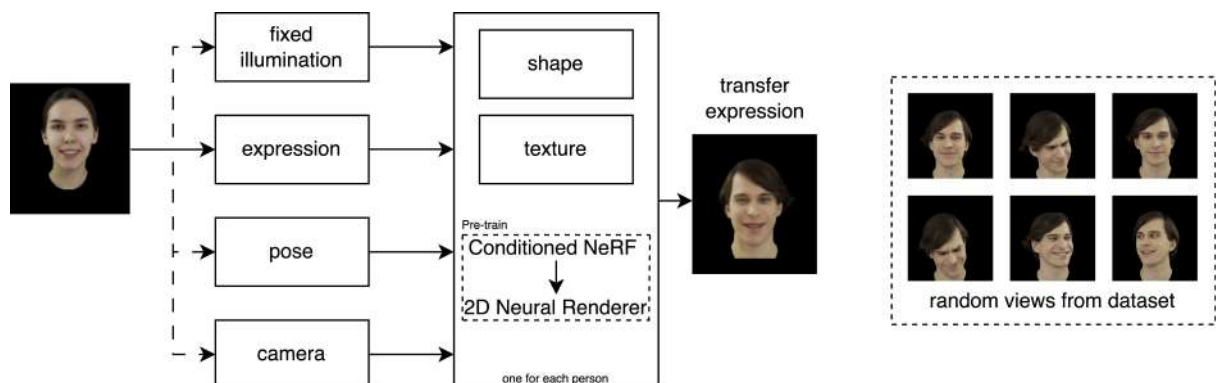 fixed
illumination
expression
pose
camera
shape
texture
Pre-train
Conditioned NeRF
2D Neural Renderer
one for each person
transfer
expression
random views from dataset